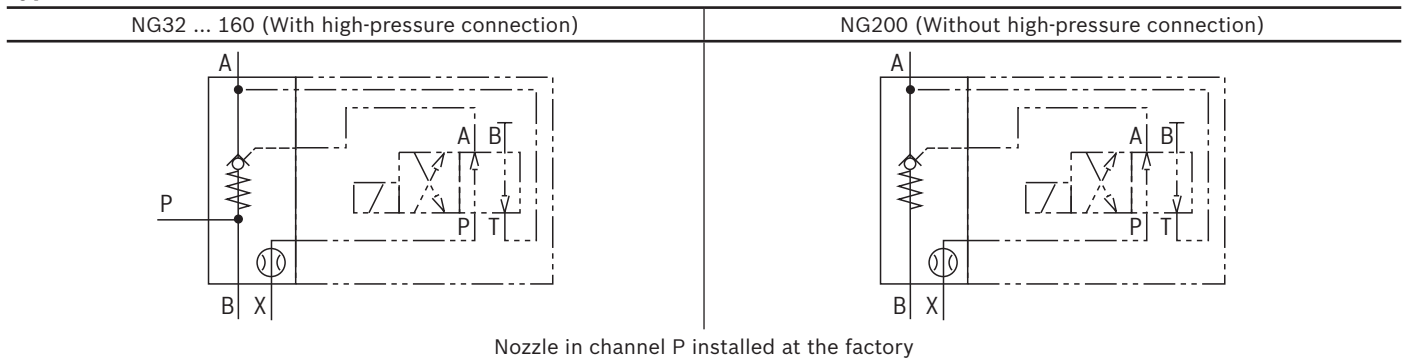 NG32 ... 160 (With high-pressure connection)
NG200 (Without high-pressure connection)
A
A B
P
P T
B X
A
A B
P T
B X
Nozzle in channel P installed at the factory